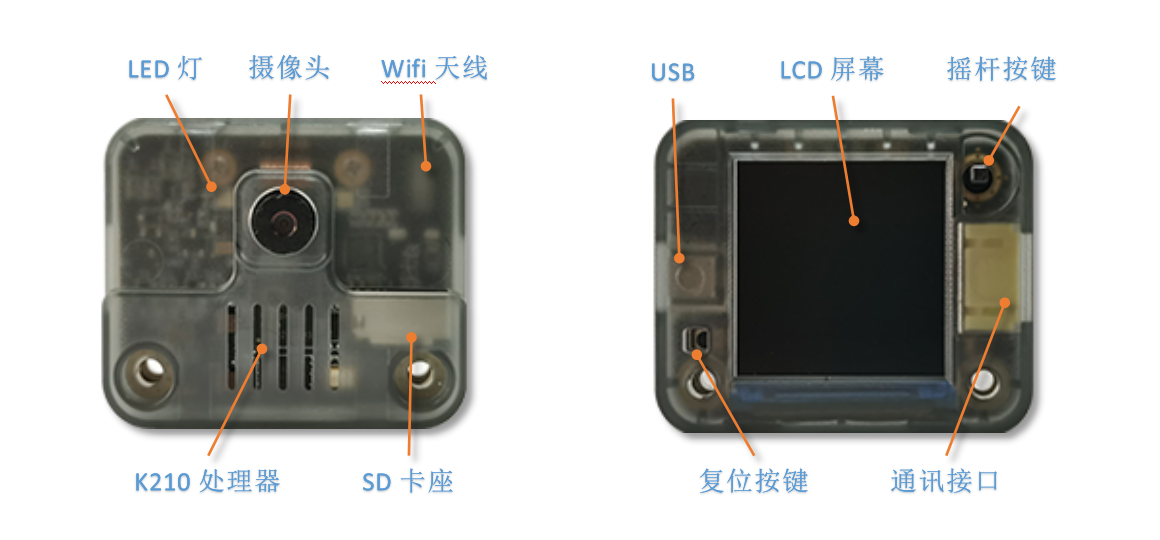 LED 灯
摄像头
Wifi 天线
USB
LCD 屏幕
摇杆按键
K210 处理器
SD 卡座
复位按键
通讯接口